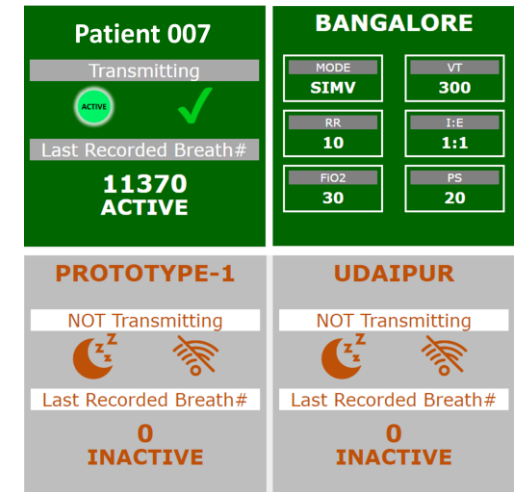 Patient 007
Transmitting
ACTIVE
Last Recorded Breath#
11370
ACTIVE
BANGALORE
MODE
SIMV
VT
300
RR
10
I:E
1:1
FiO2
30
PS
20
PROTOTYPE-1
NOT Transmitting
z z Z
Last Recorded Breath#
0
INACTIVE
UDAIPUR
NOT Transmitting
z z Z
Last Recorded Breath#
0
INACTIVE